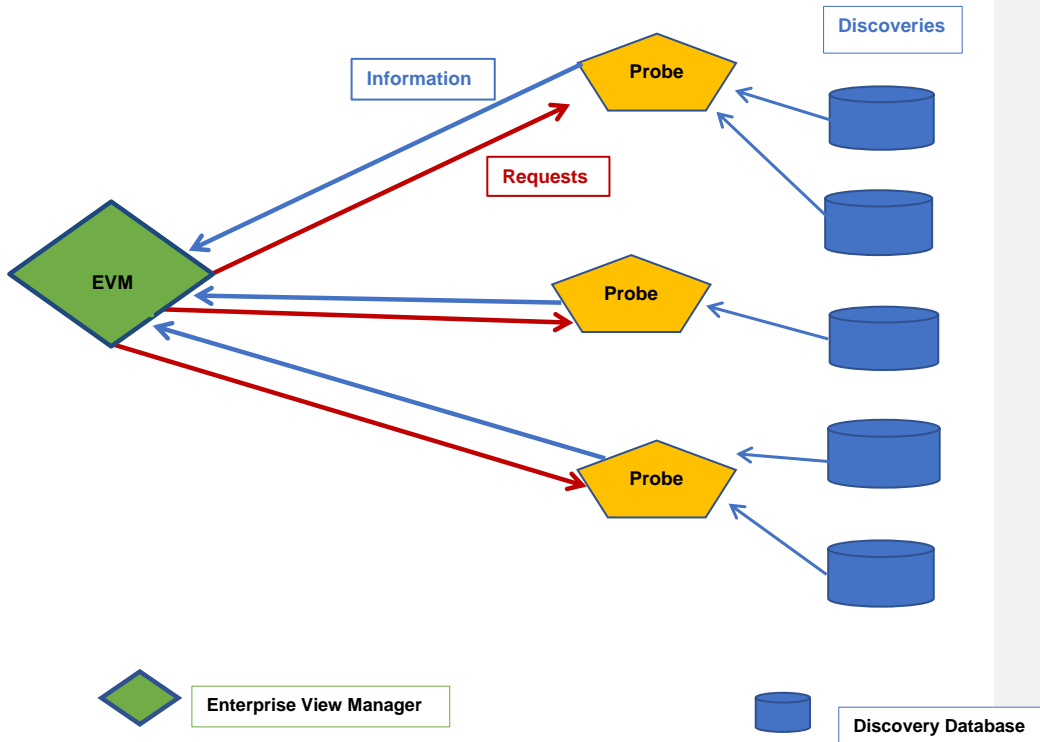 Discoveries
Probe
Information
Requests
EVM
Probe
Probe
Enterprise View Manager
Discovery Database